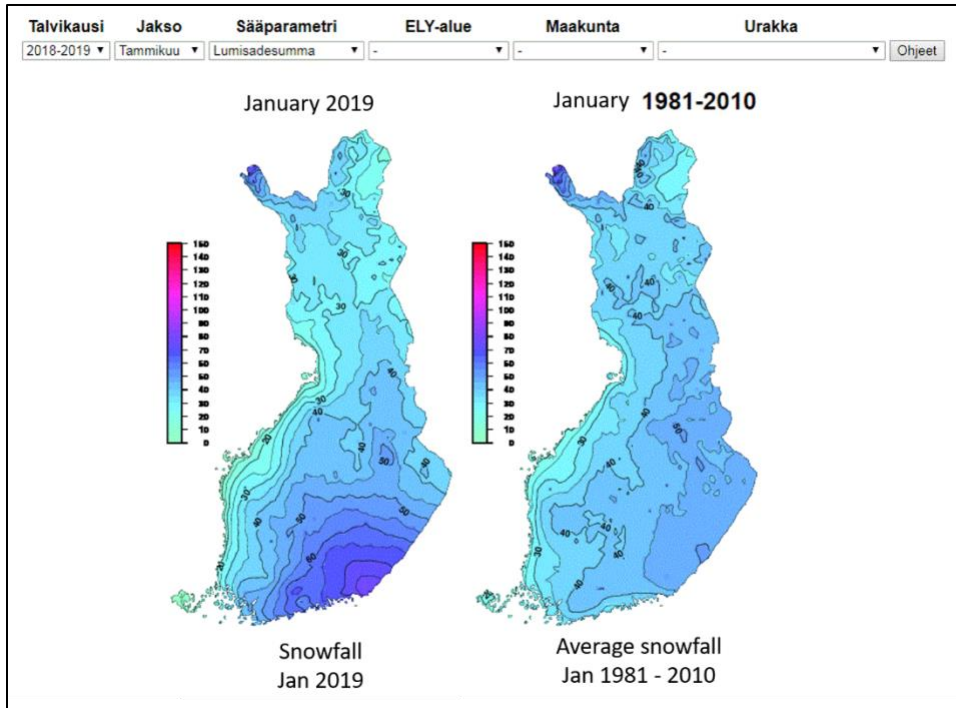 Talvikausi Jakso Sääparametri ELY-alue Maakunta Urakka
2018-2019 Tammikuu Lumisadesumma - - - Ohjeet
January 2019 January 1981-2010
150 150
140 140
130 130
120 120
110 110
100 100
90 90
80 80
70 70
60 60
50 50
40 40
30 30
20 20
10 10
0 0
Snowfall
Jan 2019
Average snowfall
Jan 1981 - 2010